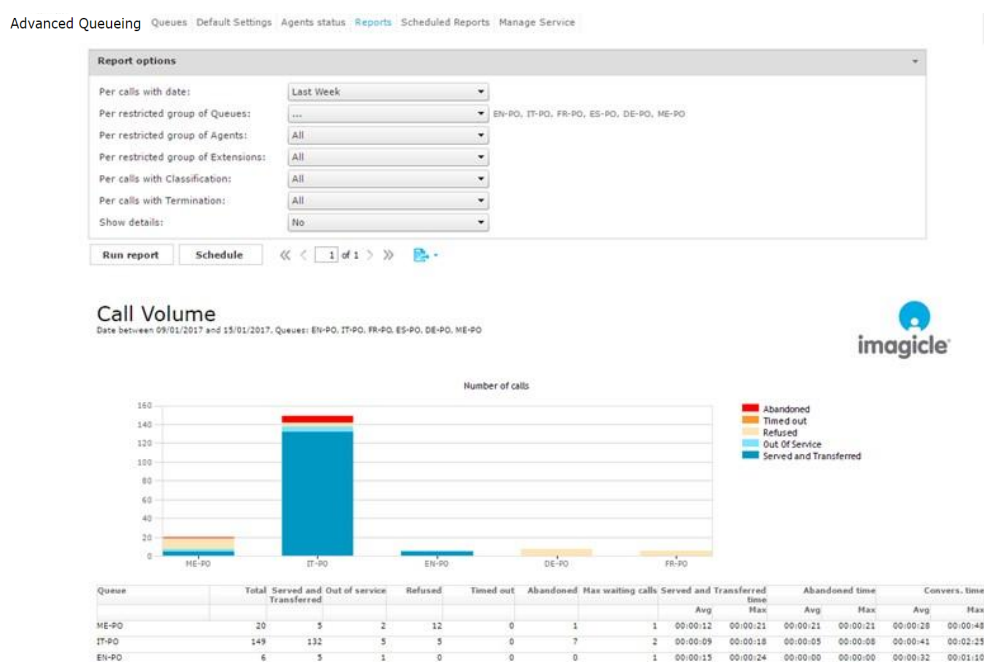 Advanced Queueing Queues Default Settings Agents status Reports Scheduled Reports Manage Service
Report options
Per calls with date: Last Week
Per restricted group of Queues: ... EN-PO, IT-PO, FR-PO, ES-PO, DE-PO, ME-PO
Per restricted group of Agents: All
Per restricted group of Extensions: All
Per calls with Classification: All
Per calls with Termination: All
Show details: No
Run report Schedule 1 of 1
Call Volume
Date between 09/01/2017 and 15/01/2017. Queues: EN-PO, IT-PO, FR-PO, ES-PO, DE-PO, ME-PO
imagicle
Number of calls
160
140
120
100
80
60
40
20
0
ME-PO IT-PO EN-PO DE-PO FR-PO
Abandoned
Timed out
Refused
Out Of Service
Served and Transferred
Queue Total Served and Transferred Out of service Refused Timed out Abandoned Max waiting calls Served and Transferred time Abandoned time Convers. time
Avg Max Avg Max Avg Max
ME-PO 20 5 2 12 0 1 1 00:00:12 00:00:21 00:00:21 00:00:21 00:00:28 00:00:48
IT-PO 149 132 5 5 0 7 2 00:00:09 00:00:18 00:00:05 00:00:08 00:00:41 00:02:25
EN-PO 6 5 1 0 0 0 1 00:00:15 00:00:24 00:00:00 00:00:00 00:00:32 00:01:10